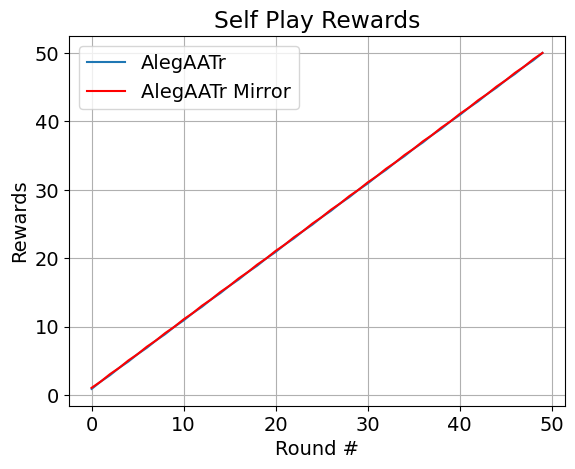 Self Play Rewards
AlegAATr
AlegAATr Mirror
Rewards
50
40
30
20
10
0
0 10 20 30 40 50
Round #